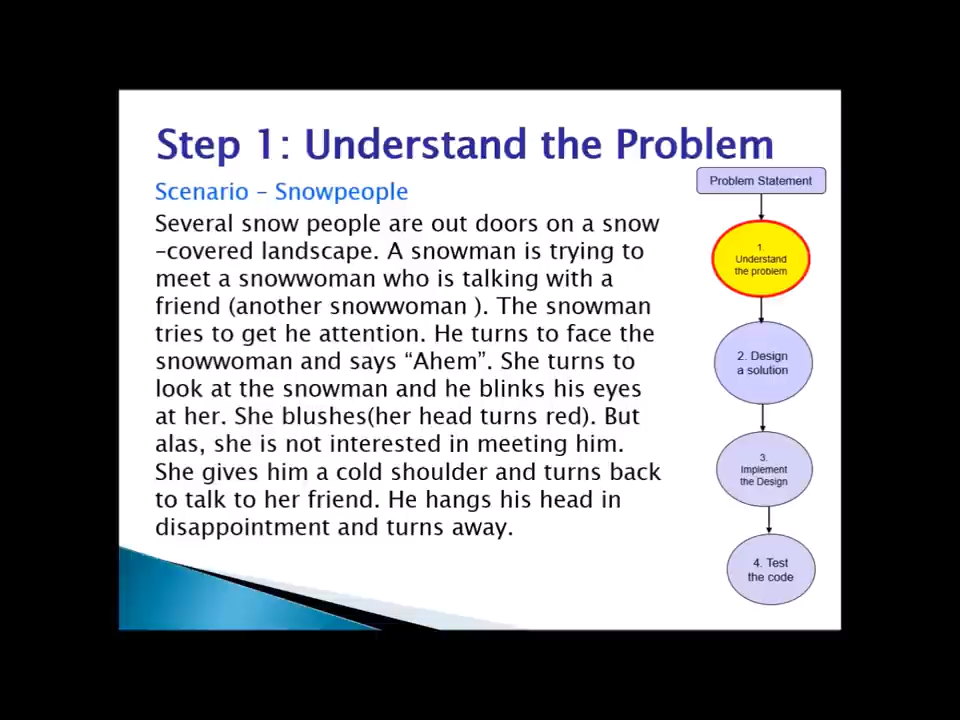 Step 1: Understand the Problem
Scenario – Snowpeople
Several snow people are out doors on a snow
-covered landscape. A snowman is trying to
meet a snowwoman who is talking with a
friend (another snowwoman ). The snowman
tries to get he attention. He turns to face the
snowwoman and says “Ahem”. She turns to
look at the snowman and he blinks his eyes
at her. She blushes(her head turns red). But
alas, she is not interested in meeting him.
She gives him a cold shoulder and turns back
to talk to her friend. He hangs his head in
disappointment and turns away.
Problem Statement
1.
Understand
the problem
2. Design
a solution
3.
Implement
the Design
4. Test
the code